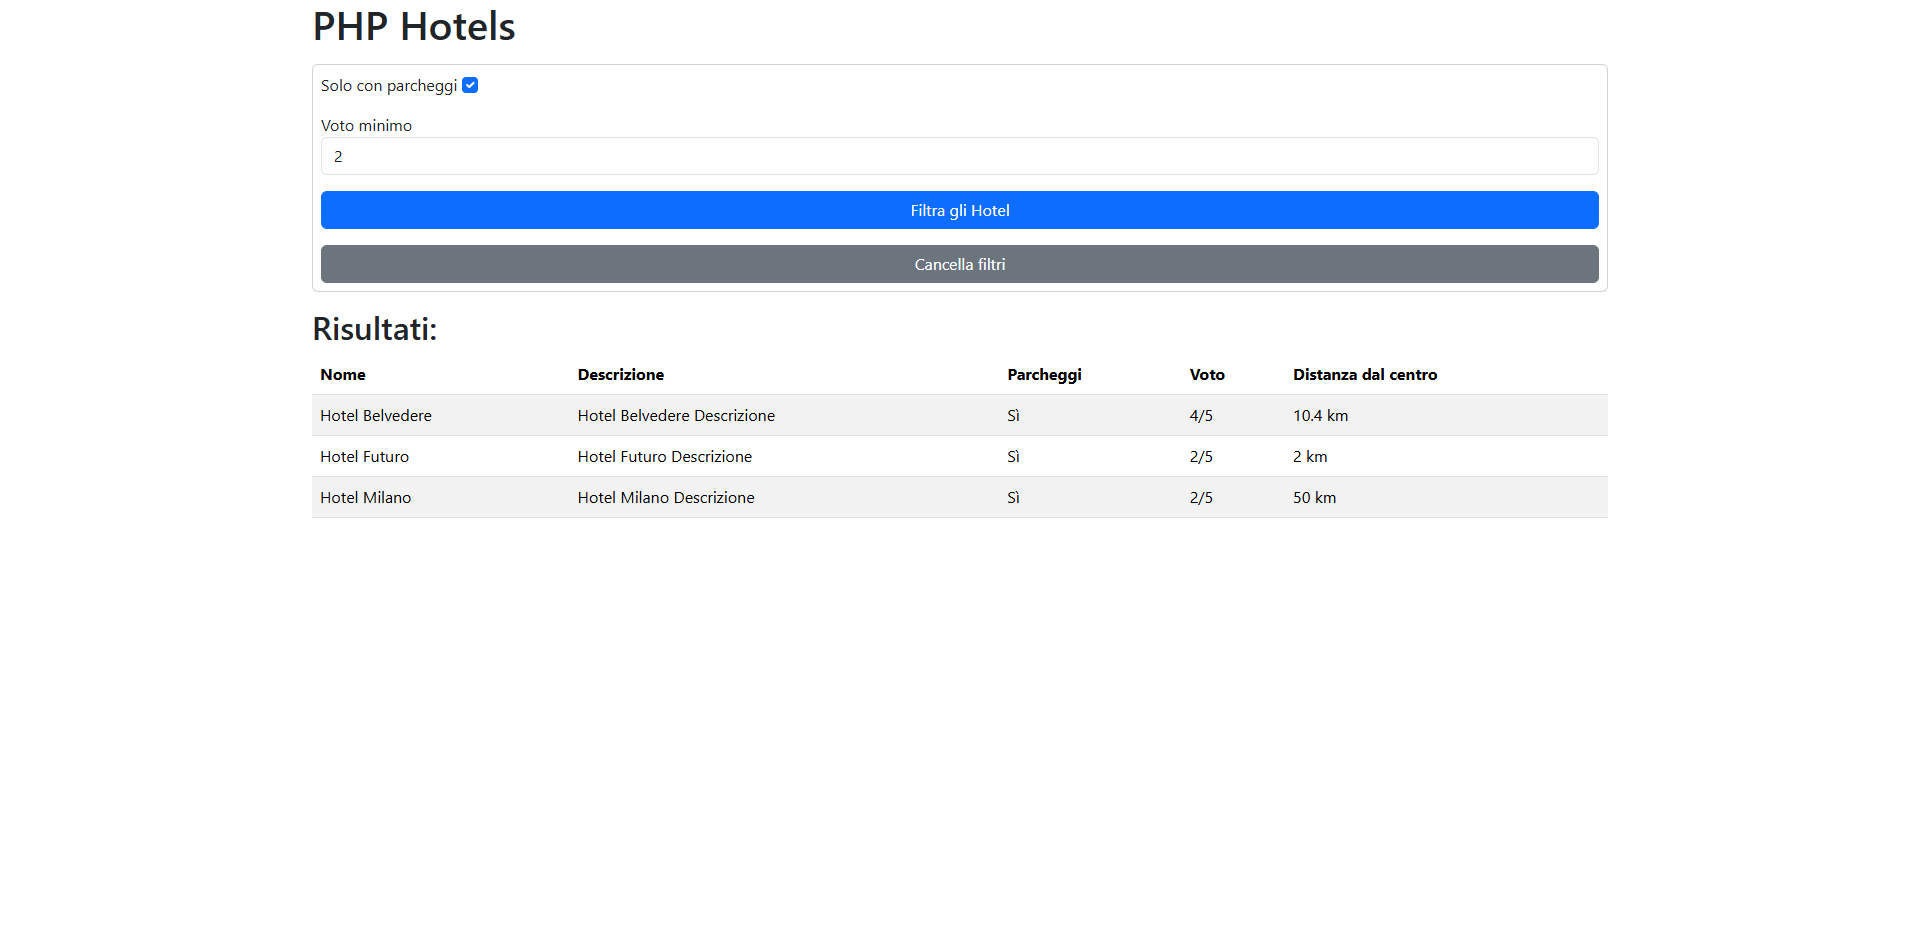 PHP Hotels
Solo con parcheggi
Voto minimo
2
Filtra gli Hotel
Cancella filtri
Risultati:
Nome Descrizione Parcheggi Voto Distanza dal centro
Hotel Belvedere Hotel Belvedere Descrizione Sì 4/5 10.4 km
Hotel Futuro Hotel Futuro Descrizione Sì 2/5 2 km
Hotel Milano Hotel Milano Descrizione Sì 2/5 50 km